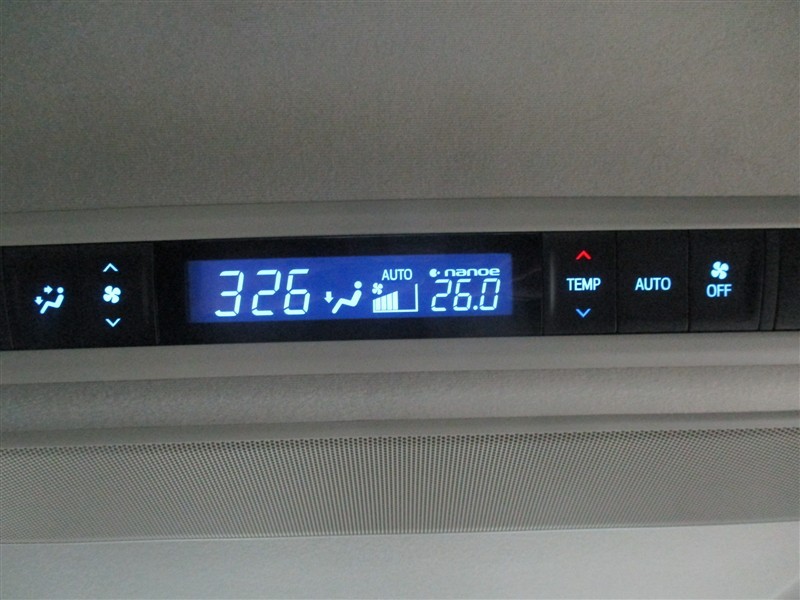 326
AUTO
nanoe
26.0
TEMP
AUTO
OFF